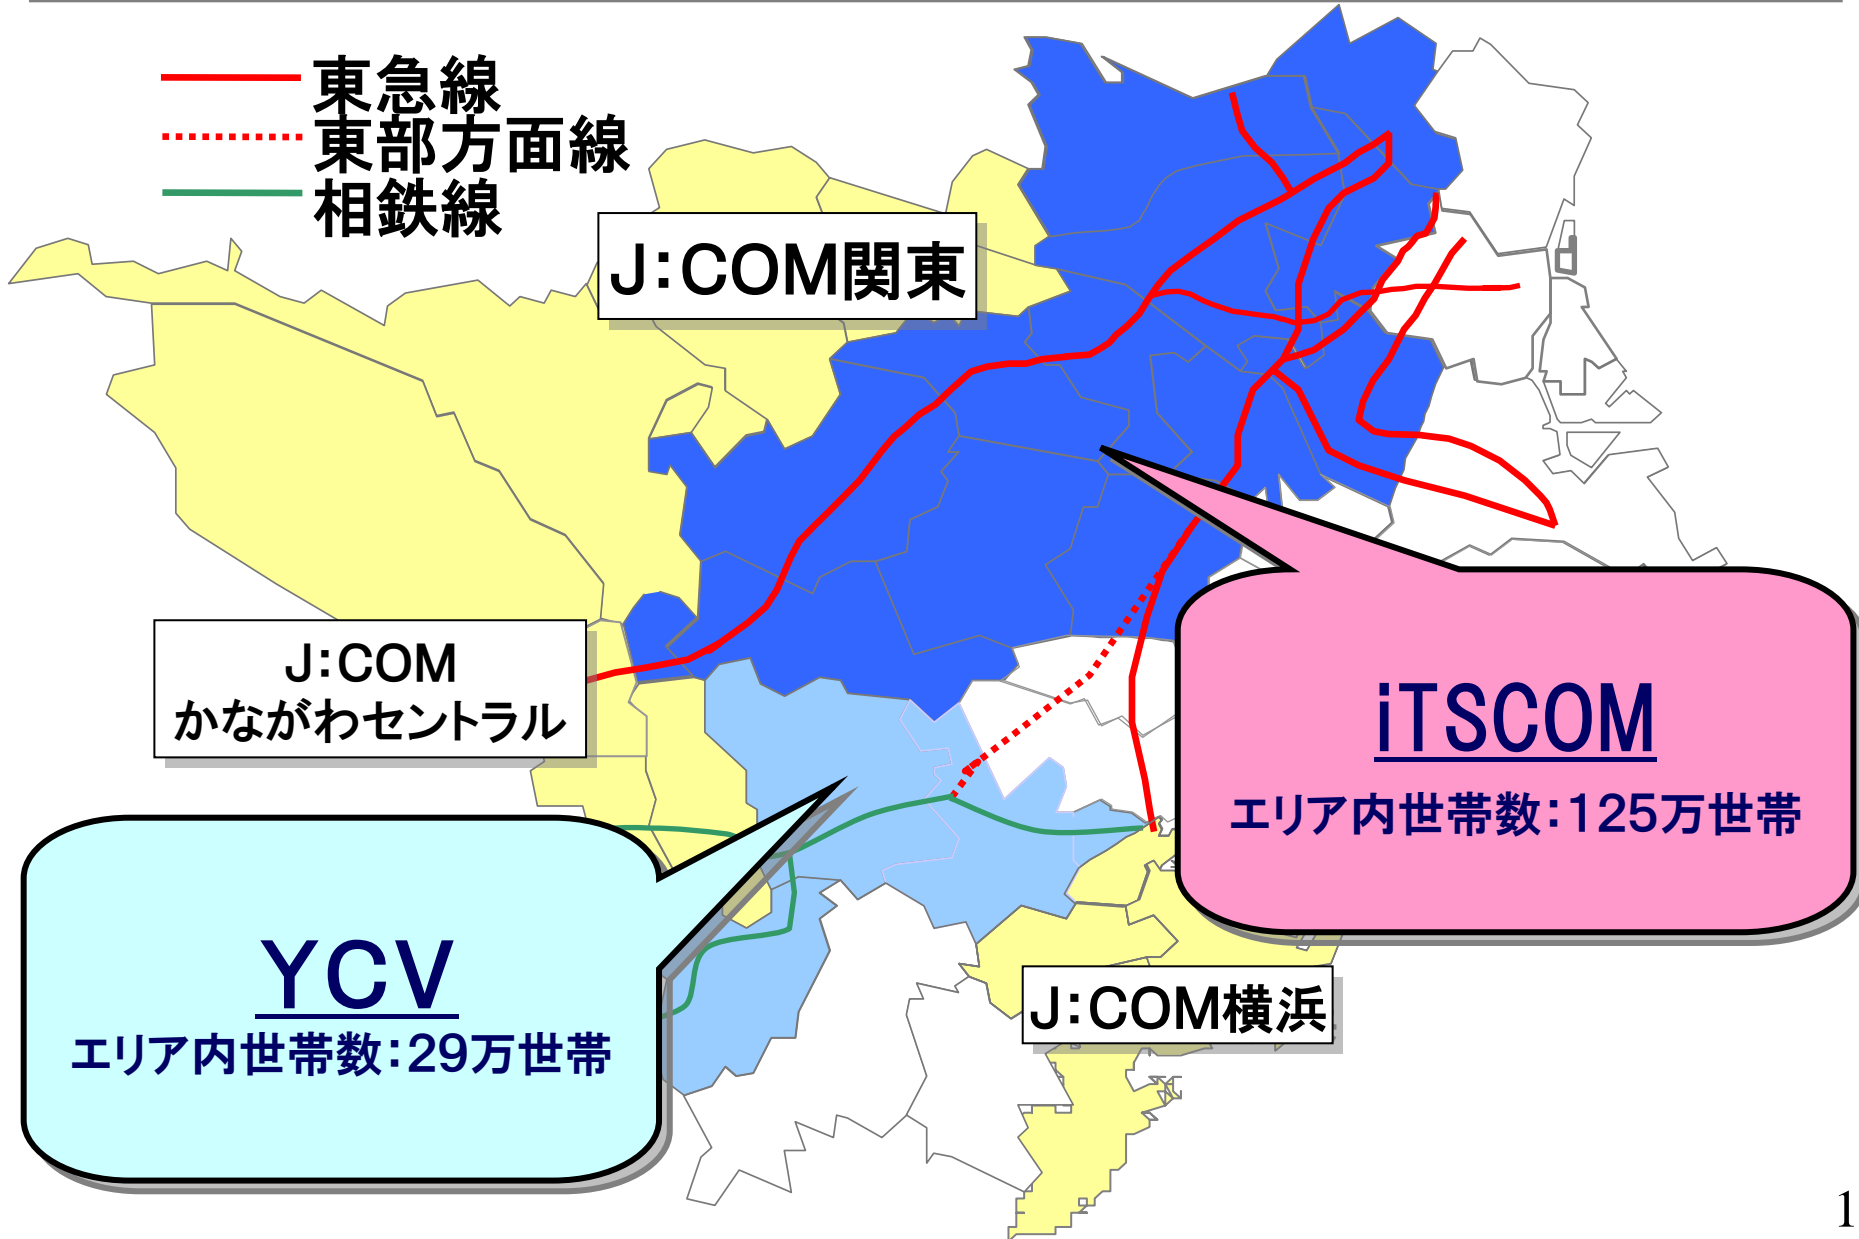 東急線
東部方面線
相鉄線
J:COM関東
J:COM
かながわセントラル
iTSCOM
エリア内世帯数:125万世帯
YCV
エリア内世帯数:29万世帯
J:COM横浜
1